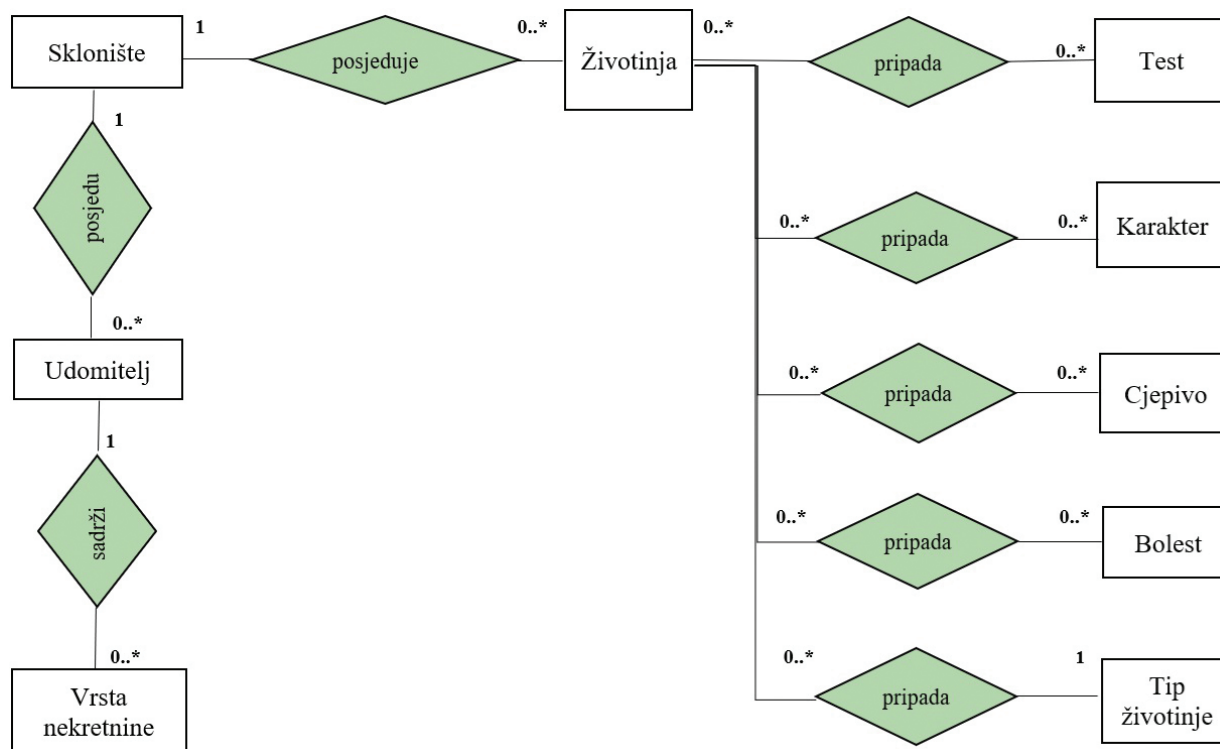 Sklonište
1
posjeduje
0..*
Životinja
0..*
pripada
0..*
Test
1
posjedu
0..*
pripada
0..*
Karakter
0..*
Udomitelj
0..*
pripada
0..*
Cjepivo
1
sadrži
0..*
pripada
0..*
Bolest
0..*
Vrsta
nekretnine
0..*
pripada
1
Tip
životinje